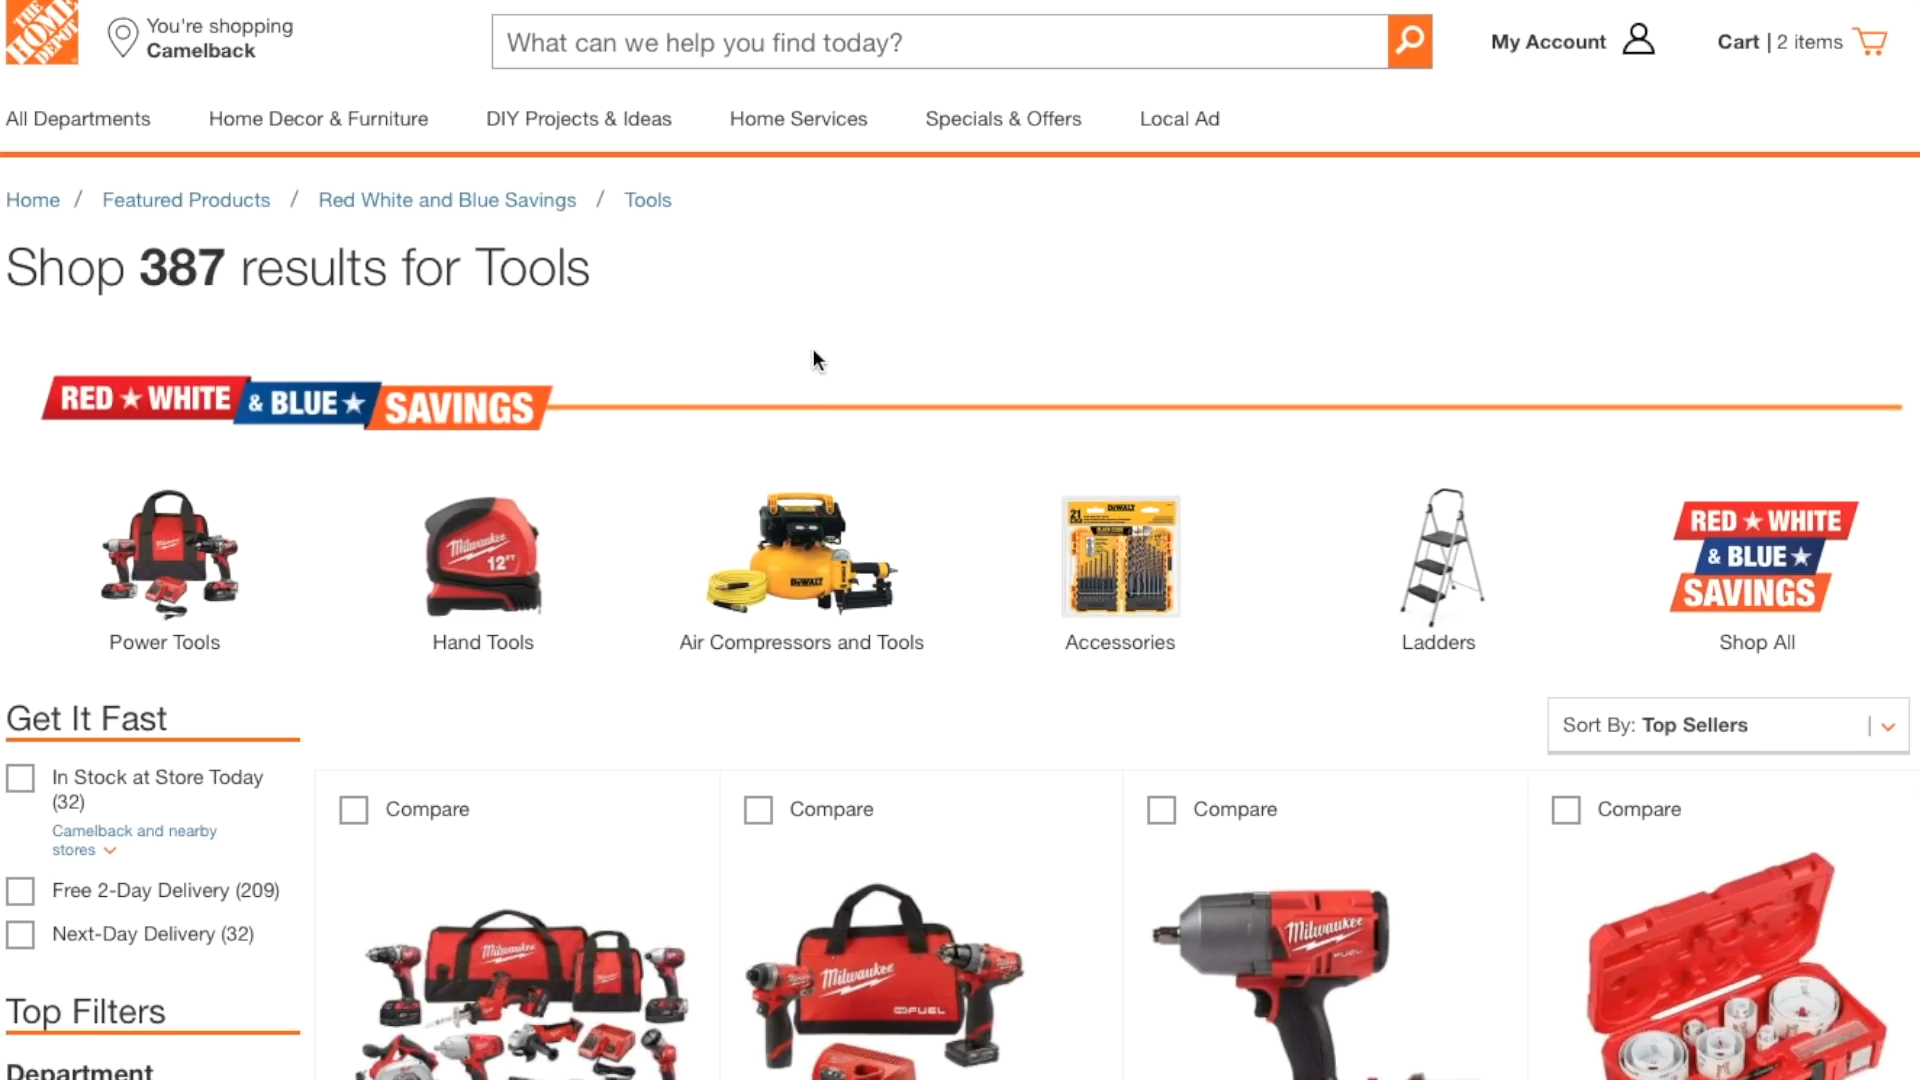 THE
HOME
DEPOT
You're shopping
Camelback
What can we help you find today?
My Account
Cart | 2 items
All Departments
Home Decor & Furniture
DIY Projects & Ideas
Home Services
Specials & Offers
Local Ad
Home / Featured Products / Red White and Blue Savings / Tools
Shop 387 results for Tools
RED ★ WHITE & BLUE ★ SAVINGS
Milwaukee
Milwaukee
12FT
DEWALT
21
DEWALT
RED ★ WHITE
& BLUE ★
SAVINGS
Power Tools
Hand Tools
Air Compressors and Tools
Accessories
Ladders
Shop All
Get It Fast
Sort By: Top Sellers
In Stock at Store Today
(32)
Camelback and nearby
stores
Free 2-Day Delivery (209)
Next-Day Delivery (32)
Top Filters
Department
Compare
Compare
Compare
Compare
Milwaukee
Milwaukee
FUEL
Milwaukee
FUEL